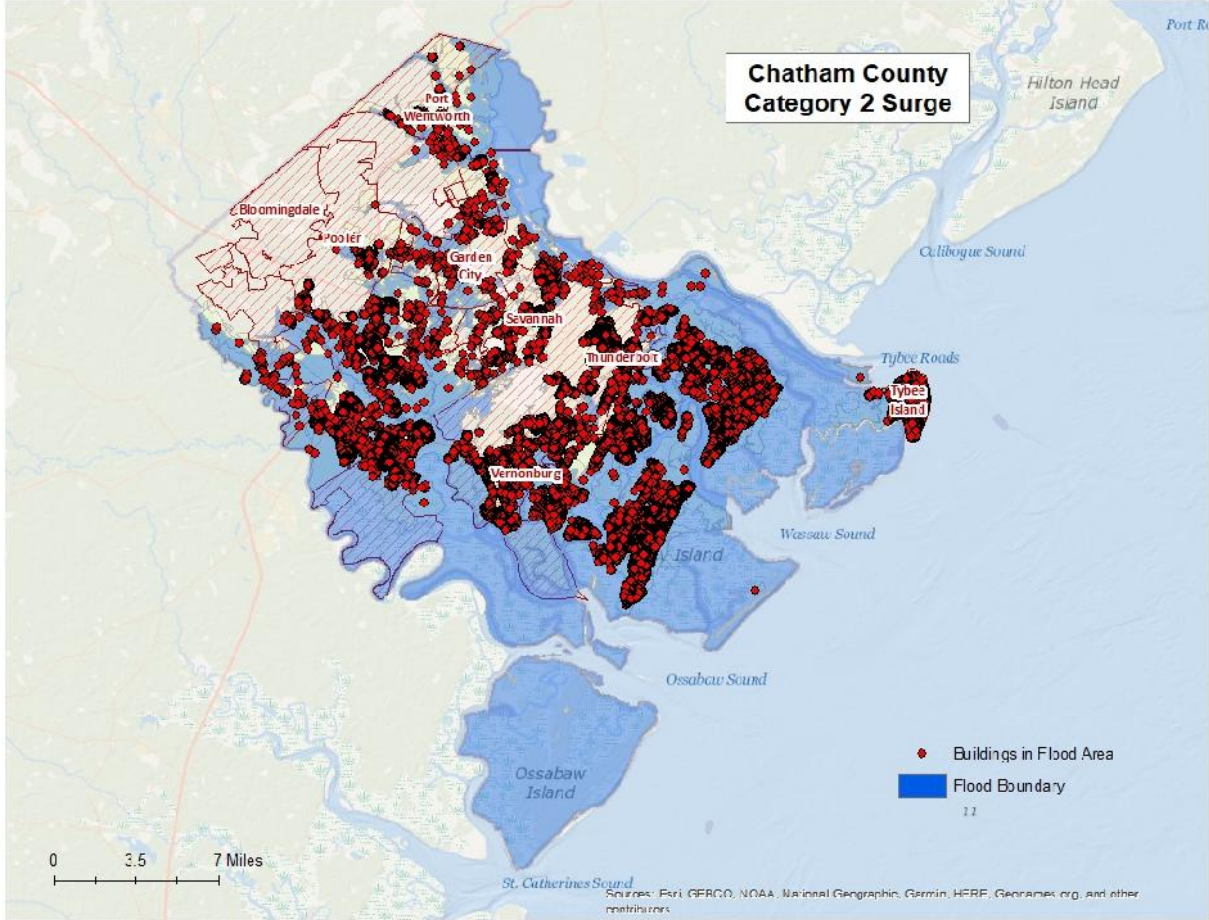 Port Ro
Chatham County
Category 2 Surge
Hilton Head
Island
Port
Wentworth
Bloomingdale
Pooler
Garden
City
Calibogue Sound
Savannah
Thunderbolt
Tybee Roads
Tybee
Island
Vernonburg
Wassaw Sound
Island
Ossabaw Sound
Buildings in Flood Area
Ossabaw
Island
Flood Boundary
11
0 3.5 7 Miles
St. Catherines Sound
Sources: Esri, GEBCO, NOAA, National Geographic, Garmin, HERE, Geonames.org, and other
contributors